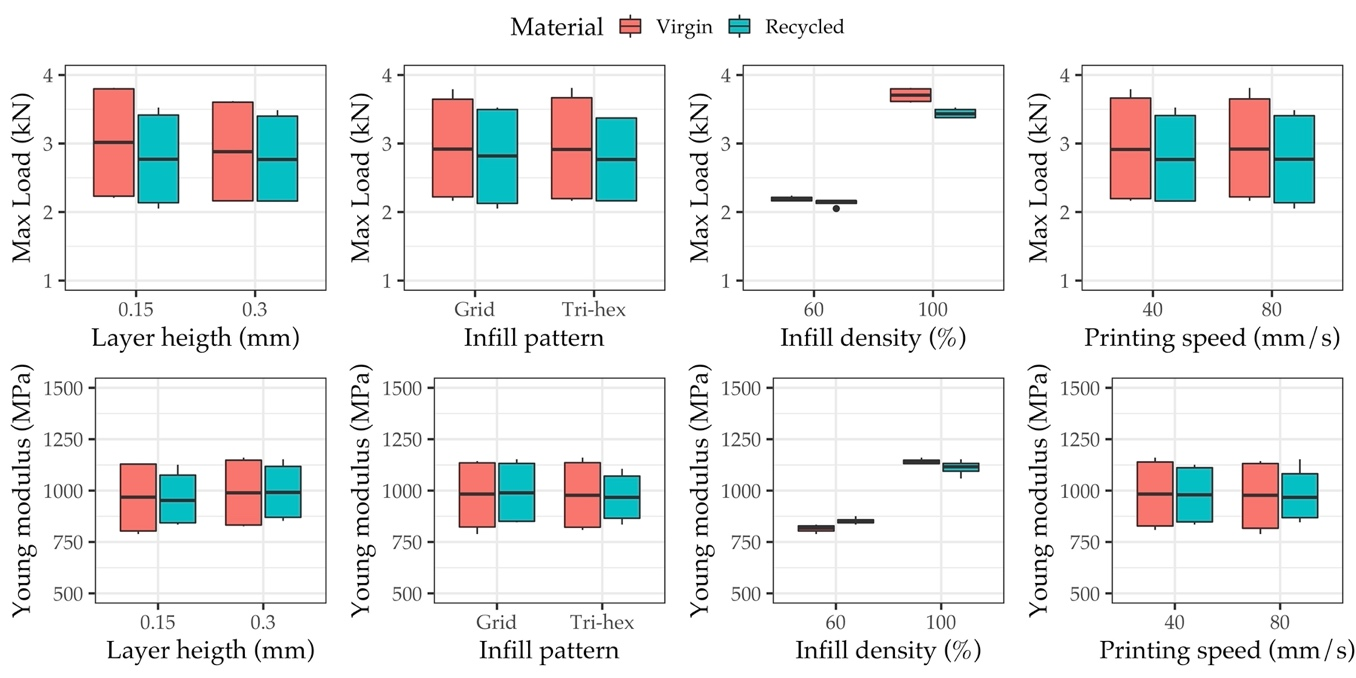 Material Virgin Recycled
Max Load (kN)
4
3
2
1
0.15 0.3
Layer heigth (mm)
Max Load (kN)
4
3
2
1
Grid Tri-hex
Infill pattern
Max Load (kN)
4
3
2
1
60 100
Infill density (%)
Max Load (kN)
4
3
2
1
40 80
Printing speed (mm/s)
Young modulus (MPa)
1500
1250
1000
750
500
0.15 0.3
Layer heigth (mm)
Young modulus (MPa)
1500
1250
1000
750
500
Grid Tri-hex
Infill pattern
Young modulus (MPa)
1500
1250
1000
750
500
60 100
Infill density (%)
Young modulus (MPa)
1500
1250
1000
750
500
40 80
Printing speed (mm/s)